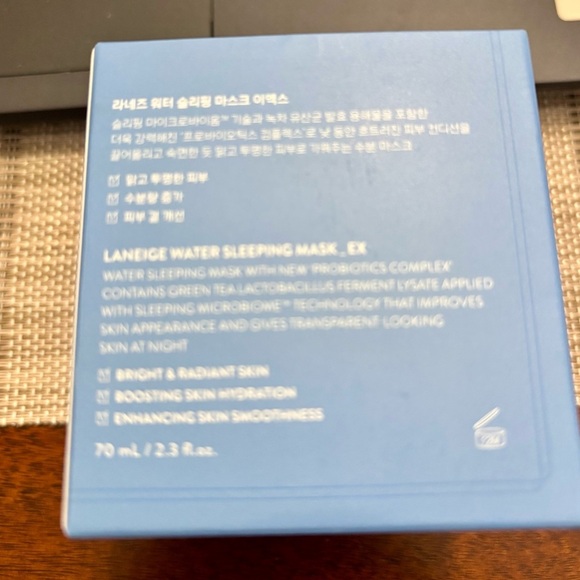 라네즈 워터 슬리핑 마스크 이엑스
슬리핑 마이크로바이옴™ 기술과 녹차 유산균 발효 용해물을 포함한
더욱 강력해진 '프로바이오틱스 컴플렉스'로 낮 동안 흐트러진 피부 컨디션을
끌어올리고 숙면한 듯 맑고 투명한 피부로 가꿔주는 수분 마스크
맑고 투명한 피부
수분량 증가
피부 결 개선
LANEIGE WATER SLEEPING MASK_EX
WATER SLEEPING MASK WITH NEW 'PROBIOTICS COMPLEX'
CONTAINS GREEN TEA LACTOBACILLUS FERMENT LYSATE APPLIED
WITH SLEEPING MICROBIOME™ TECHNOLOGY THAT IMPROVES
SKIN APPEARANCE AND GIVES TRANSPARENT LOOKING
SKIN AT NIGHT
BRIGHT & RADIANT SKIN
BOOSTING SKIN HYDRATION
ENHANCING SKIN SMOOTHNESS
70 mL / 2.3 fl.oz.